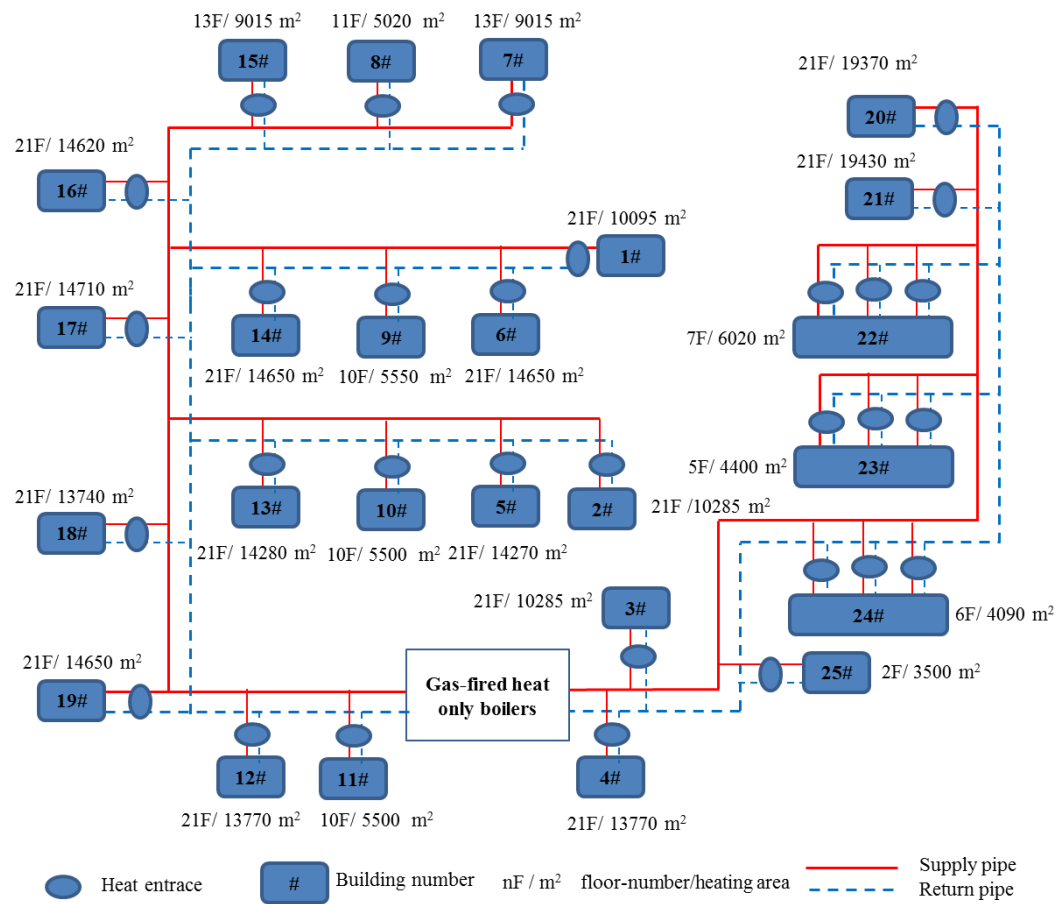 13F/ 9015 m²
11F/ 5020 m²
13F/ 9015 m²
15#
8#
7#
21F/ 19370 m²
20#
21F/ 14620 m²
16#
21F/ 19430 m²
21#
21F/ 10095 m²
1#
21F/ 14710 m²
17#
14#
9#
6#
22#
7F/ 6020 m²
21F/ 14650 m²
10F/ 5550 m²
21F/ 14650 m²
23#
5F/ 4400 m²
21F/ 13740 m²
18#
13#
10#
5#
2#
21F /10285 m²
21F/ 14280 m²
10F/ 5500 m²
21F/ 14270 m²
21F/ 10285 m²
3#
24#
6F/ 4090 m²
21F/ 14650 m²
19#
Gas-fired heat
only boilers
25#
2F/ 3500 m²
12#
11#
4#
21F/ 13770 m²
10F/ 5500 m²
21F/ 13770 m²
Heat entrace
# Building number
nF / m² floor-number/heating area
Supply pipe
Return pipe